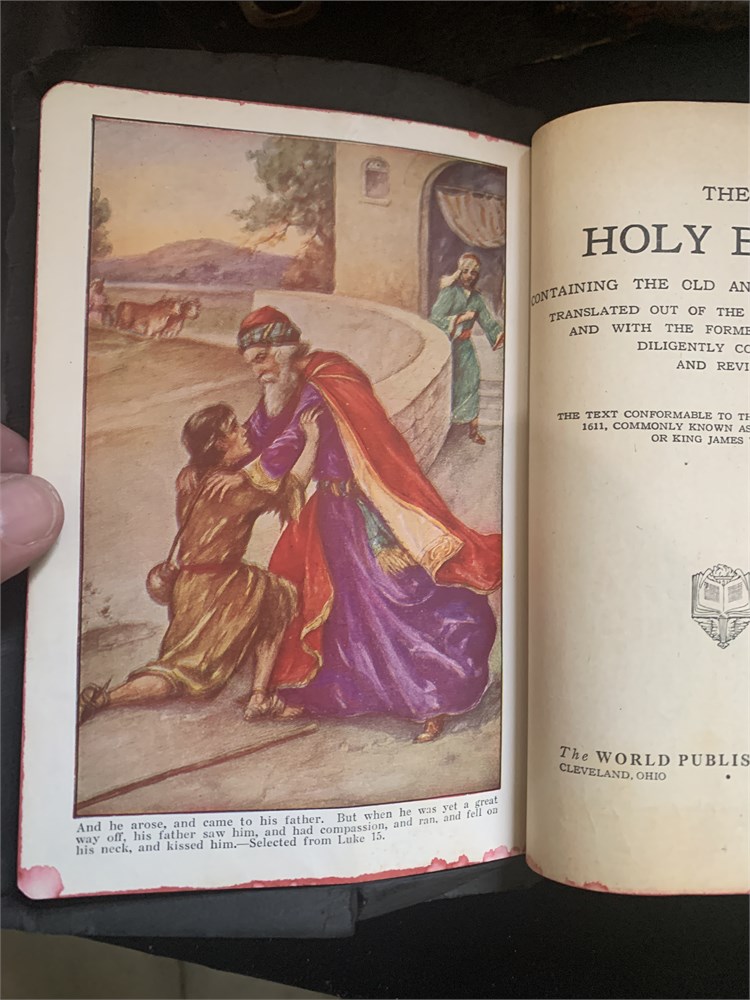 And he arose, and came to his father. But when he was yet a great
way off, his father saw him, and had compassion, and ran, and fell on
his neck, and kissed him.—Selected from Luke 15.
THE
HOLY B
CONTAINING THE OLD AN
TRANSLATED OUT OF THE
AND WITH THE FORME
DILIGENTLY CO
AND REVI
THE TEXT CONFORMABLE TO TH
1611, COMMONLY KNOWN AS
OR KING JAMES
The WORLD PUBLIS
CLEVELAND, OHIO